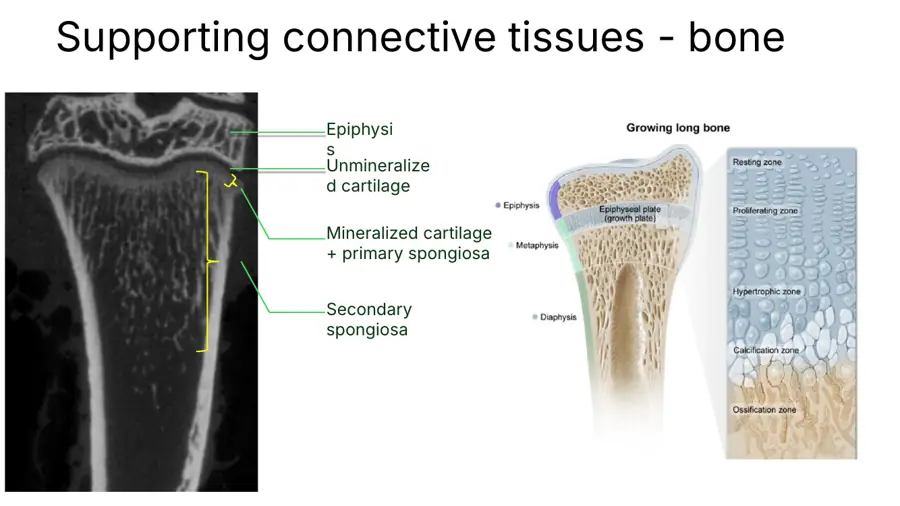 Supporting connective tissues - bone
Epiphysi
s
Unmineralize
d cartilage
Mineralized cartilage
+ primary spongiosa
Secondary
spongiosa
Growing long bone
Epiphysis
Epiphyseal plate
(growth plate)
Metaphysis
Diaphysis
Resting zone
Proliferating zone
Hypertrophic zone
Calcification zone
Ossification zone